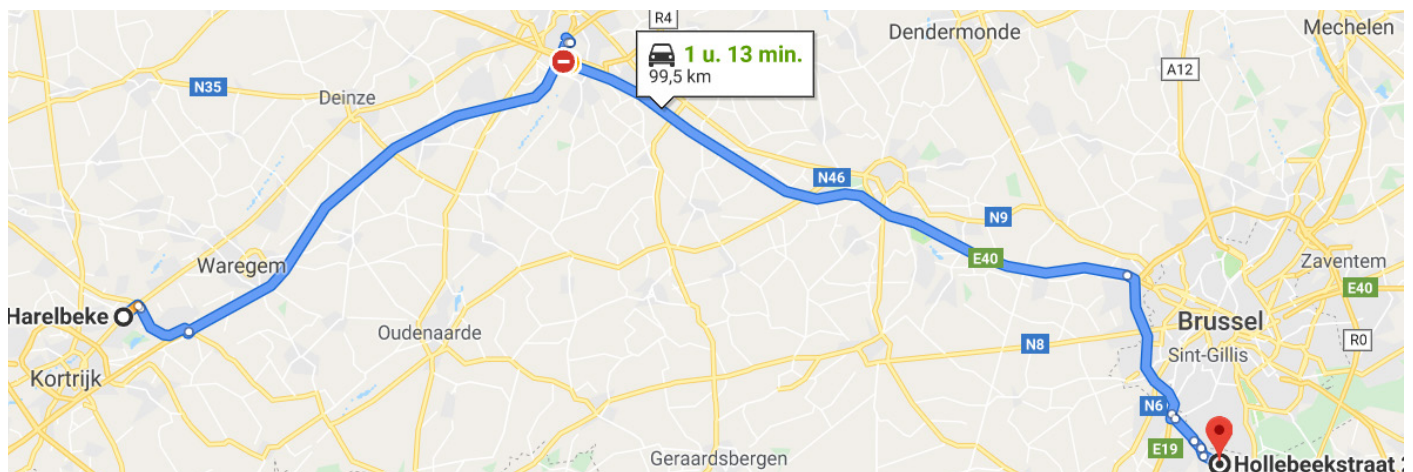 R4
Dendermonde
Mechelen
1 u. 13 min.
99,5 km
A12
N35
Deinze
N46
N9
Waregem
E40
Zaventem
E40
Harelbeke
Brussel
Oudenaarde
N8
Sint-Gillis
R0
Kortrijk
N6
E19
Geraardsbergen
Hollebeekstraat